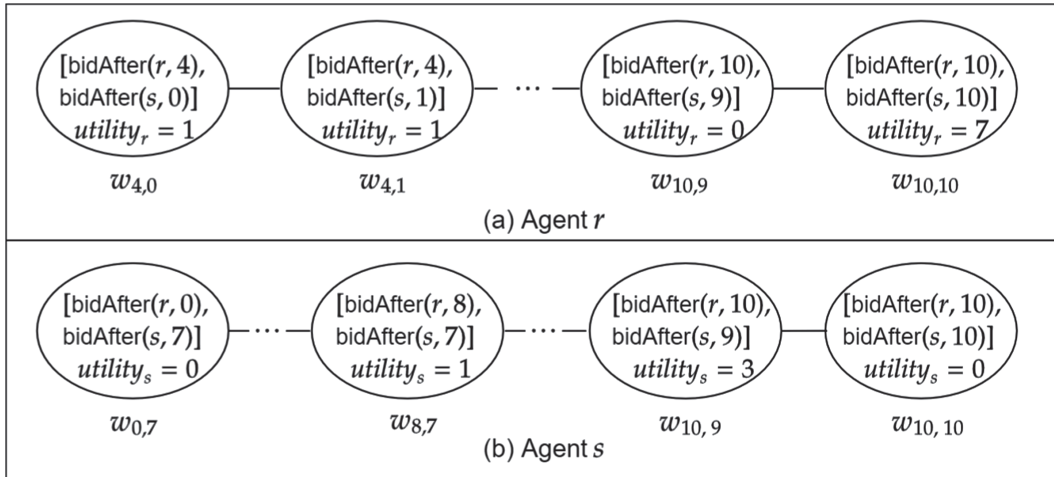 [bidAfter(r, 4), [bidAfter(r, 4), [bidAfter(r, 10), [bidAfter(r, 10),
bidAfter(s, 0)] bidAfter(s, 1)] ... bidAfter(s, 9)] bidAfter(s, 10)]
utility_r = 1 utility_r = 1 utility_r = 0 utility_r = 7
w_4,0 w_4,1 w_10,9 w_10,10
(a) Agent r
[bidAfter(r, 0), [bidAfter(r, 8), [bidAfter(r, 10), [bidAfter(r, 10),
bidAfter(s, 7)] ... bidAfter(s, 7)] ... bidAfter(s, 9)] bidAfter(s, 10)]
utility_s = 0 utility_s = 1 utility_s = 3 utility_s = 0
w_0,7 w_8,7 w_10, 9 w_10, 10
(b) Agent s